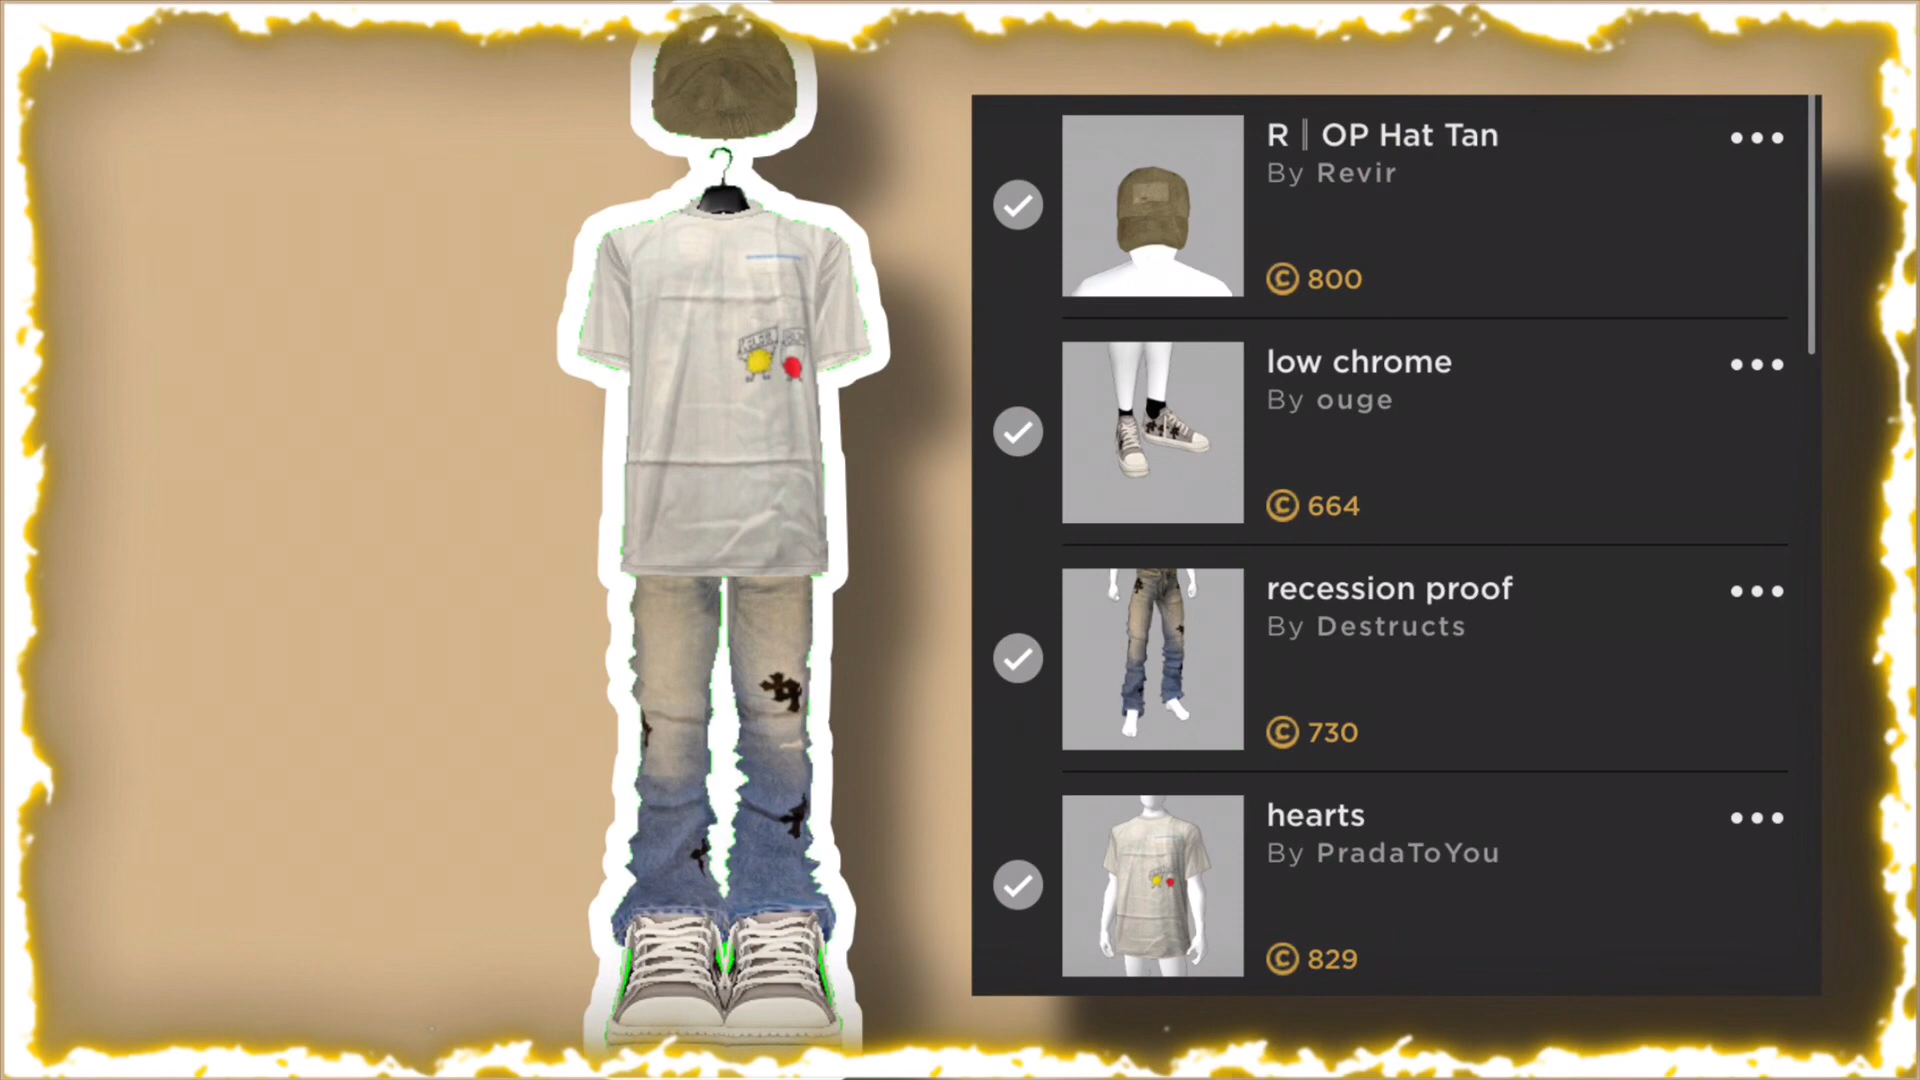 R || OP Hat Tan
By Revir
© 800
low chrome
By ouge
© 664
recession proof
By Destructs
© 730
hearts
By PradaToYou
© 829